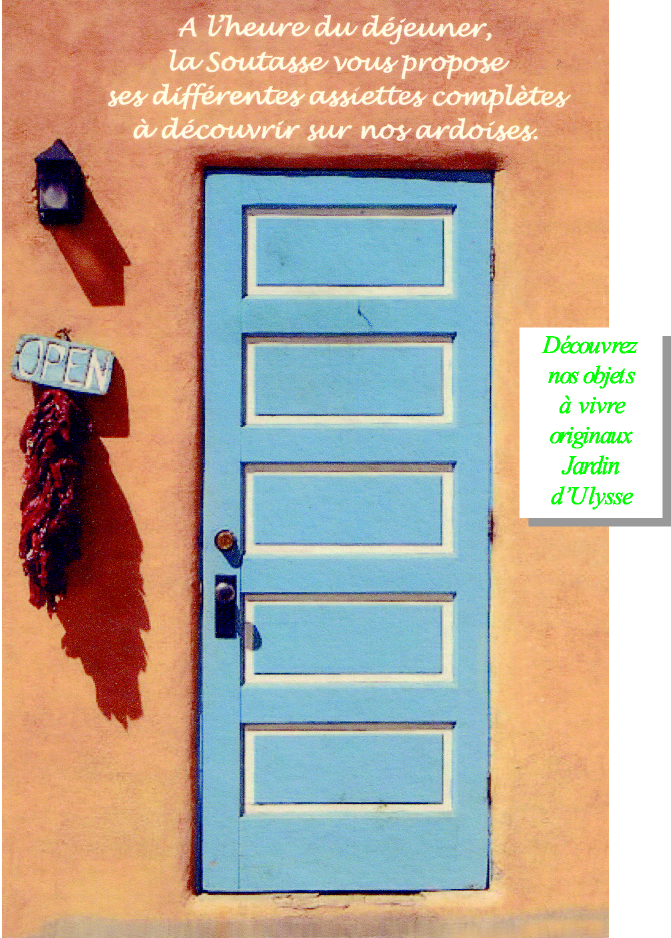 A l'heure du déjeuner,
la Soutasse vous propose
ses différentes assiettes complètes
à découvrir sur nos ardoises.
OPEN
Découvrez
nos objets
à vivre
originaux
Jardin
d'Ulysse